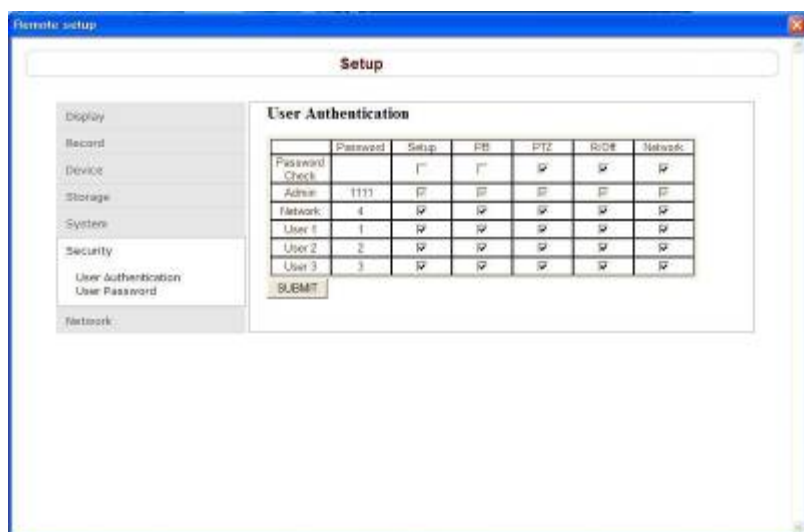 Remote setup
Setup
Display
Record
Device
Storage
System
Security
User Authentication
User Password
Network
User Authentication
Password Setup PB PTZ R/Off Network
Password
Check
Admin 1111
Network 4
User 1 1
User 2 2
User 3 3
SUBMIT